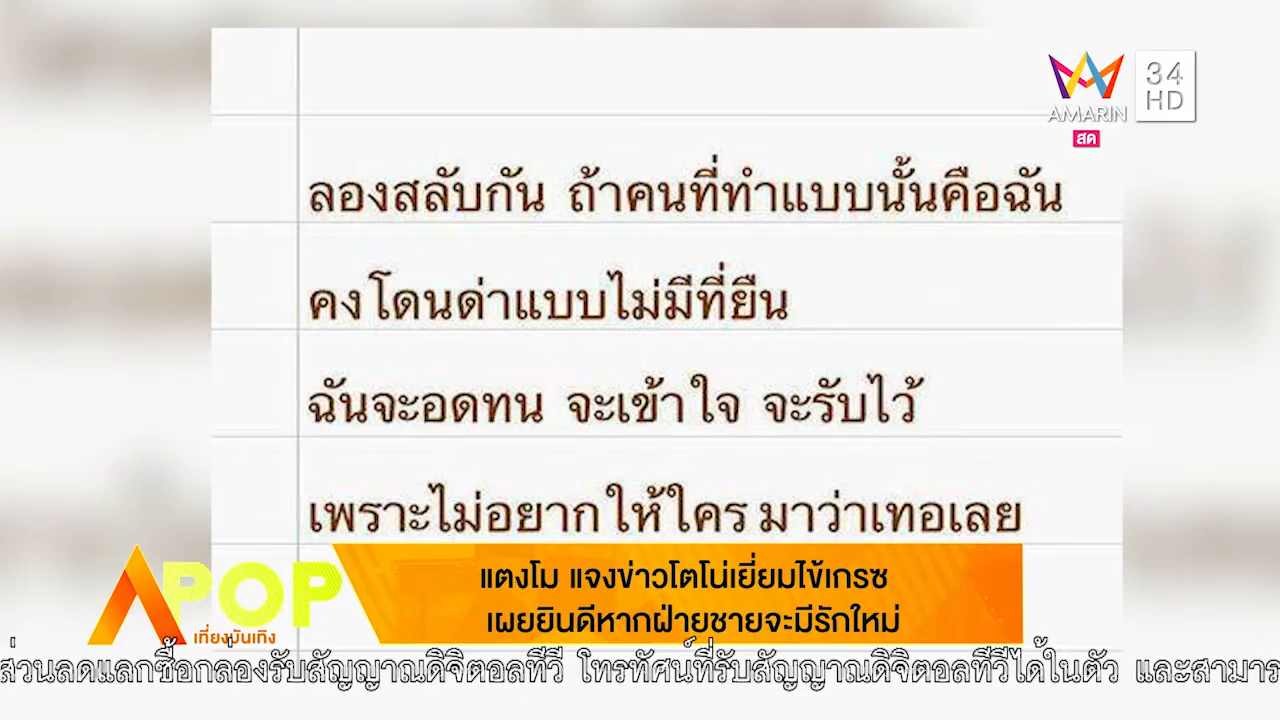 34
HD
AMARIN
สด
ลองสลับกัน ถ้าคนที่ทำแบบนั้นคือฉัน
คงโดนด่าแบบไม่มีที่ยืน
ฉันจะอดทน จะเข้าใจ จะรับไว้
เพราะไม่อยากให้ใครมาว่าเทอเลย
APOP
เที่ยงบันเทิง
แตงโม แจงข่าวโตโน่เยี่ยมไข้เกรซ
เผยยินดีหากฝ่ายชายจะมีรักใหม่
ส่วนลดแลกซื้อกล่องรับสัญญาณดิจิตอลทีวี โทรทัศน์ที่รับสัญญาณดิจิตอลทีวีได้ในตัว และสามาร